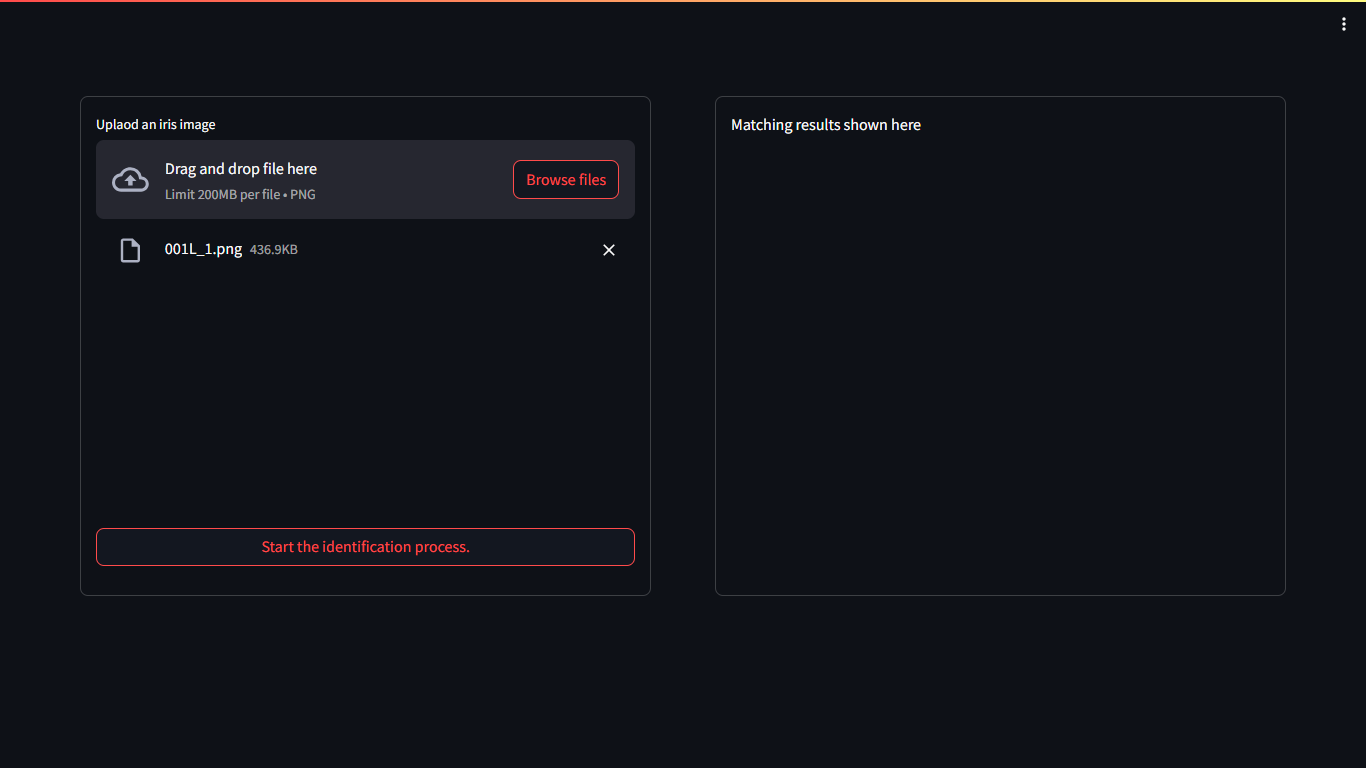 Uplaod an iris image
Drag and drop file here
Limit 200MB per file • PNG
Browse files
001L_1.png 436.9KB
Start the identification process.
Matching results shown here